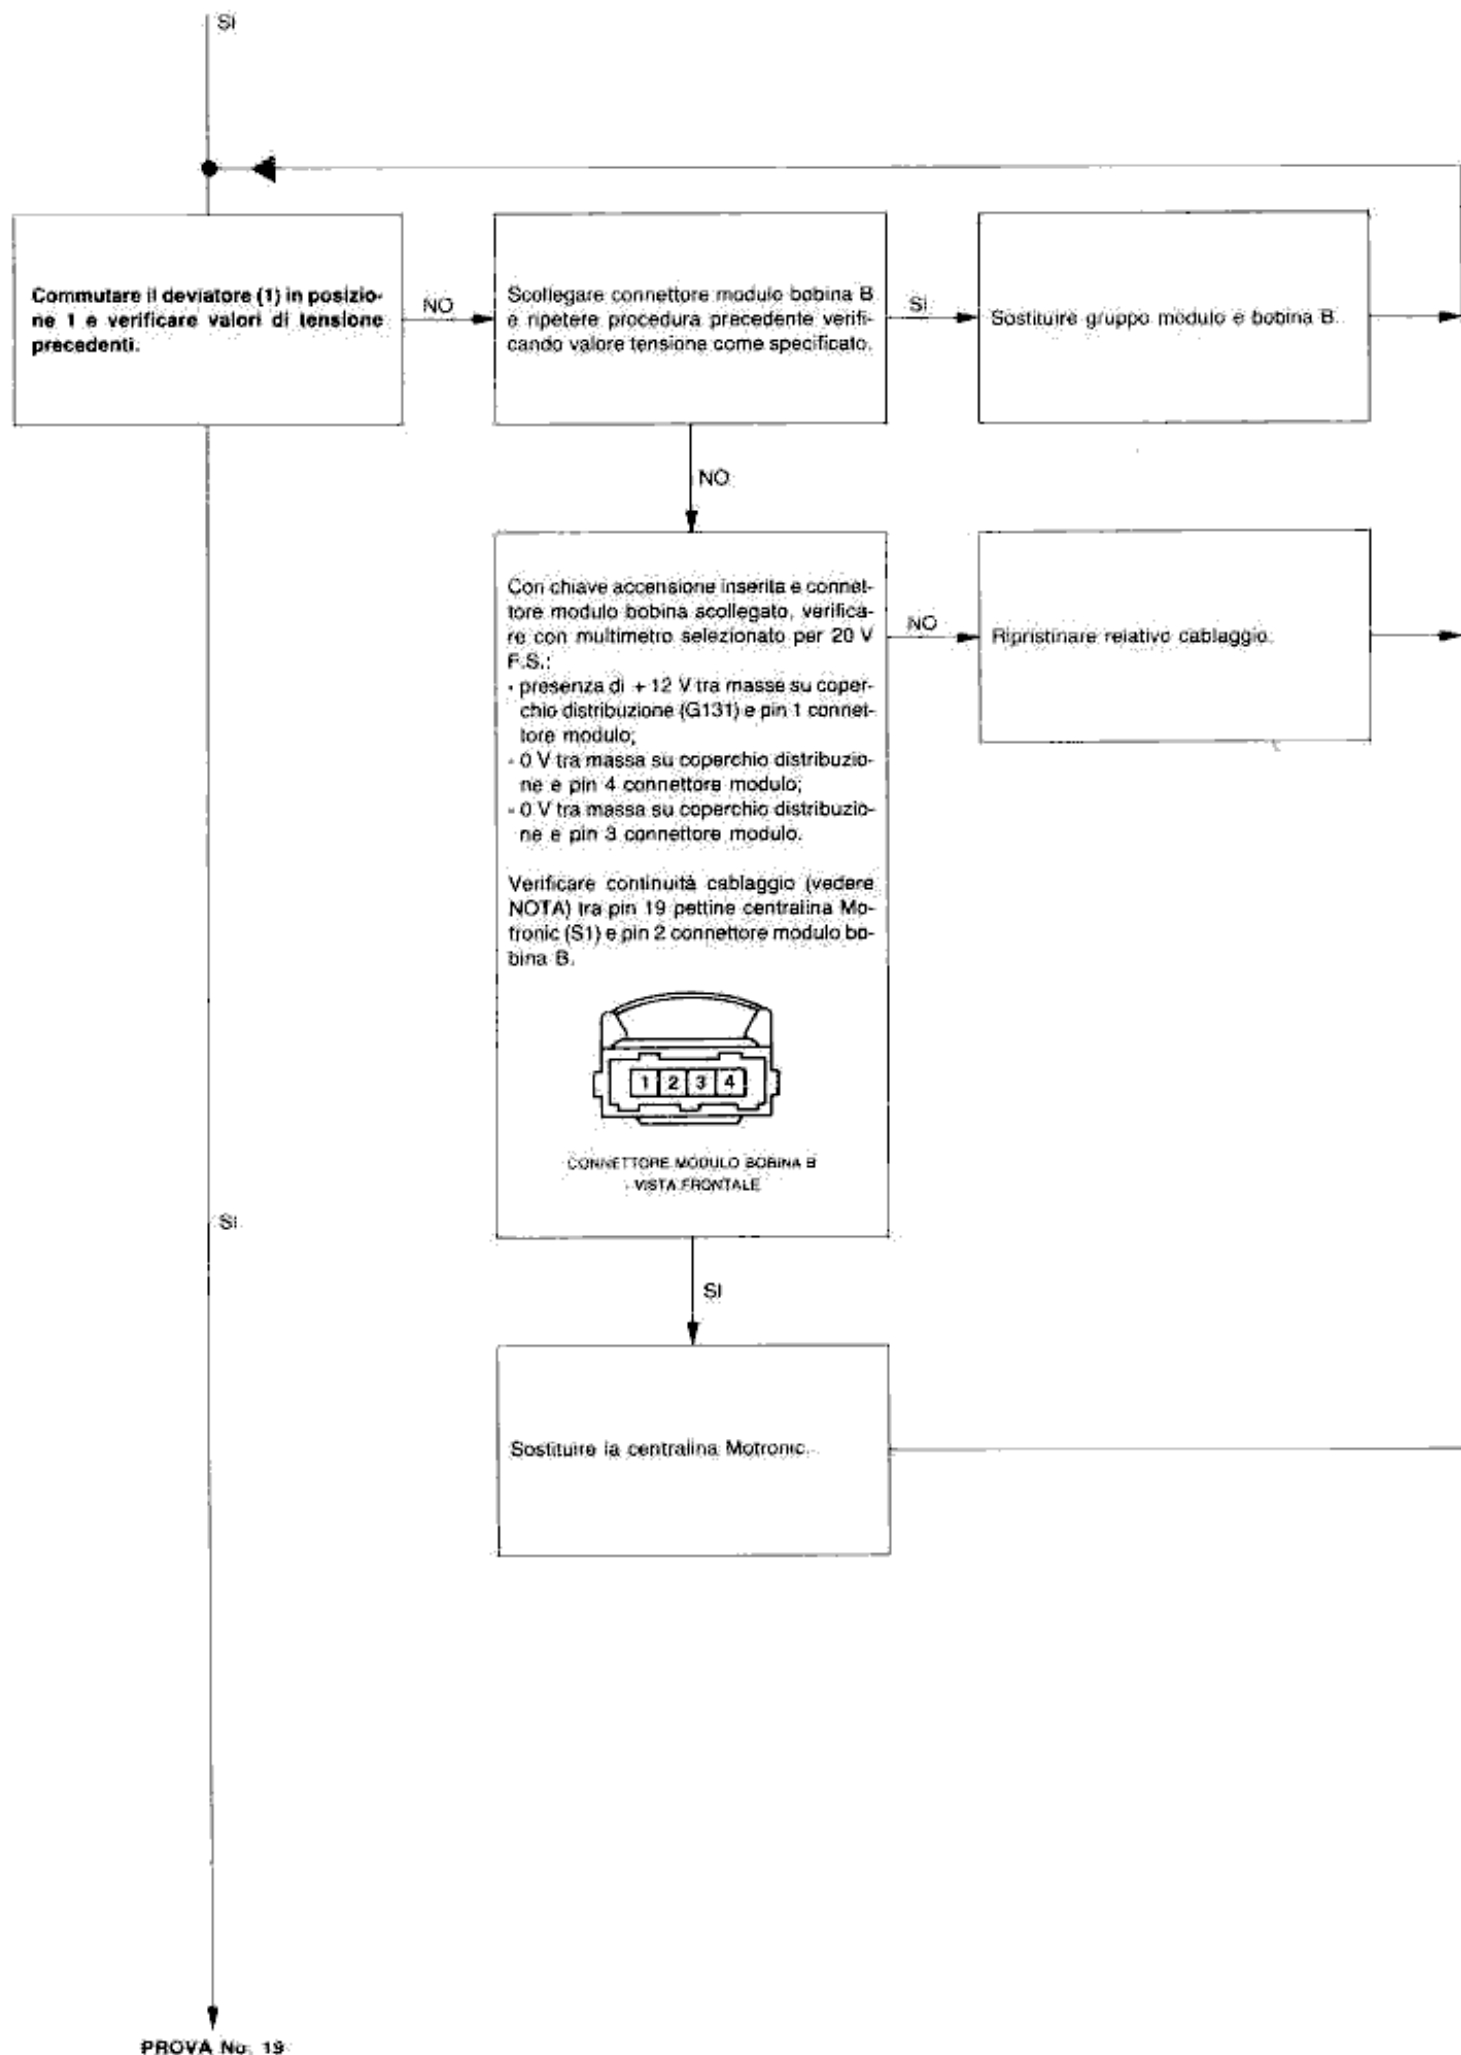 SI
Commutare il deviatore (1) in posizio-
ne 1 e verificare valori di tensione
precedenti.
NO
Scollegare connettore modulo bobina B
e ripetere procedura precedente verifi-
cando valore tensione come specificato.
SI
Sostituire gruppo modulo e bobina B.
NO
Con chiave accensione inserita e connet-
tore modulo bobina scollegato, verifica-
re con multimetro selezionato per 20 V
F.S.:
- presenza di + 12 V tra masse su coper-
chio distribuzione (G131) e pin 1 connet-
tore modulo;
- 0 V tra massa su coperchio distribuzio-
ne e pin 4 connettore modulo;
- 0 V tra massa su coperchio distribuzio-
ne e pin 3 connettore modulo.
Verificare continuità cablaggio (vedere
NOTA) tra pin 19 pettine centralina Mo-
tronic (S1) e pin 2 connettore modulo bo-
bina B.
1 2 3 4
CONNETTORE MODULO BOBINA B
- VISTA FRONTALE
NO
Ripristinare relativo cablaggio.
SI
SI
Sostituire la centralina Motronic.
PROVA No. 19